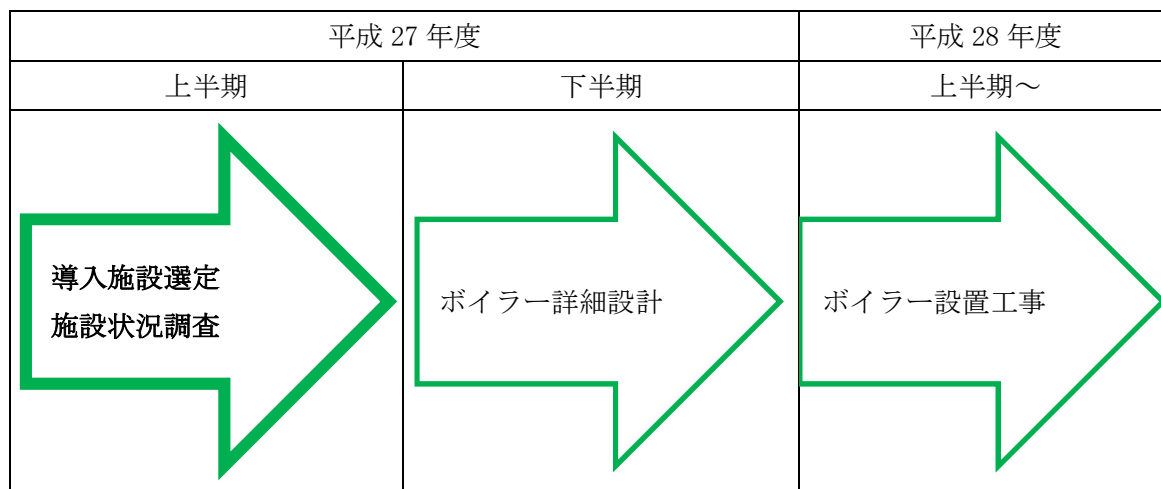 平成 27 年度
平成 28 年度
上半期
下半期
上半期～
導入施設選定
施設状況調査
ボイラー詳細設計
ボイラー設置工事